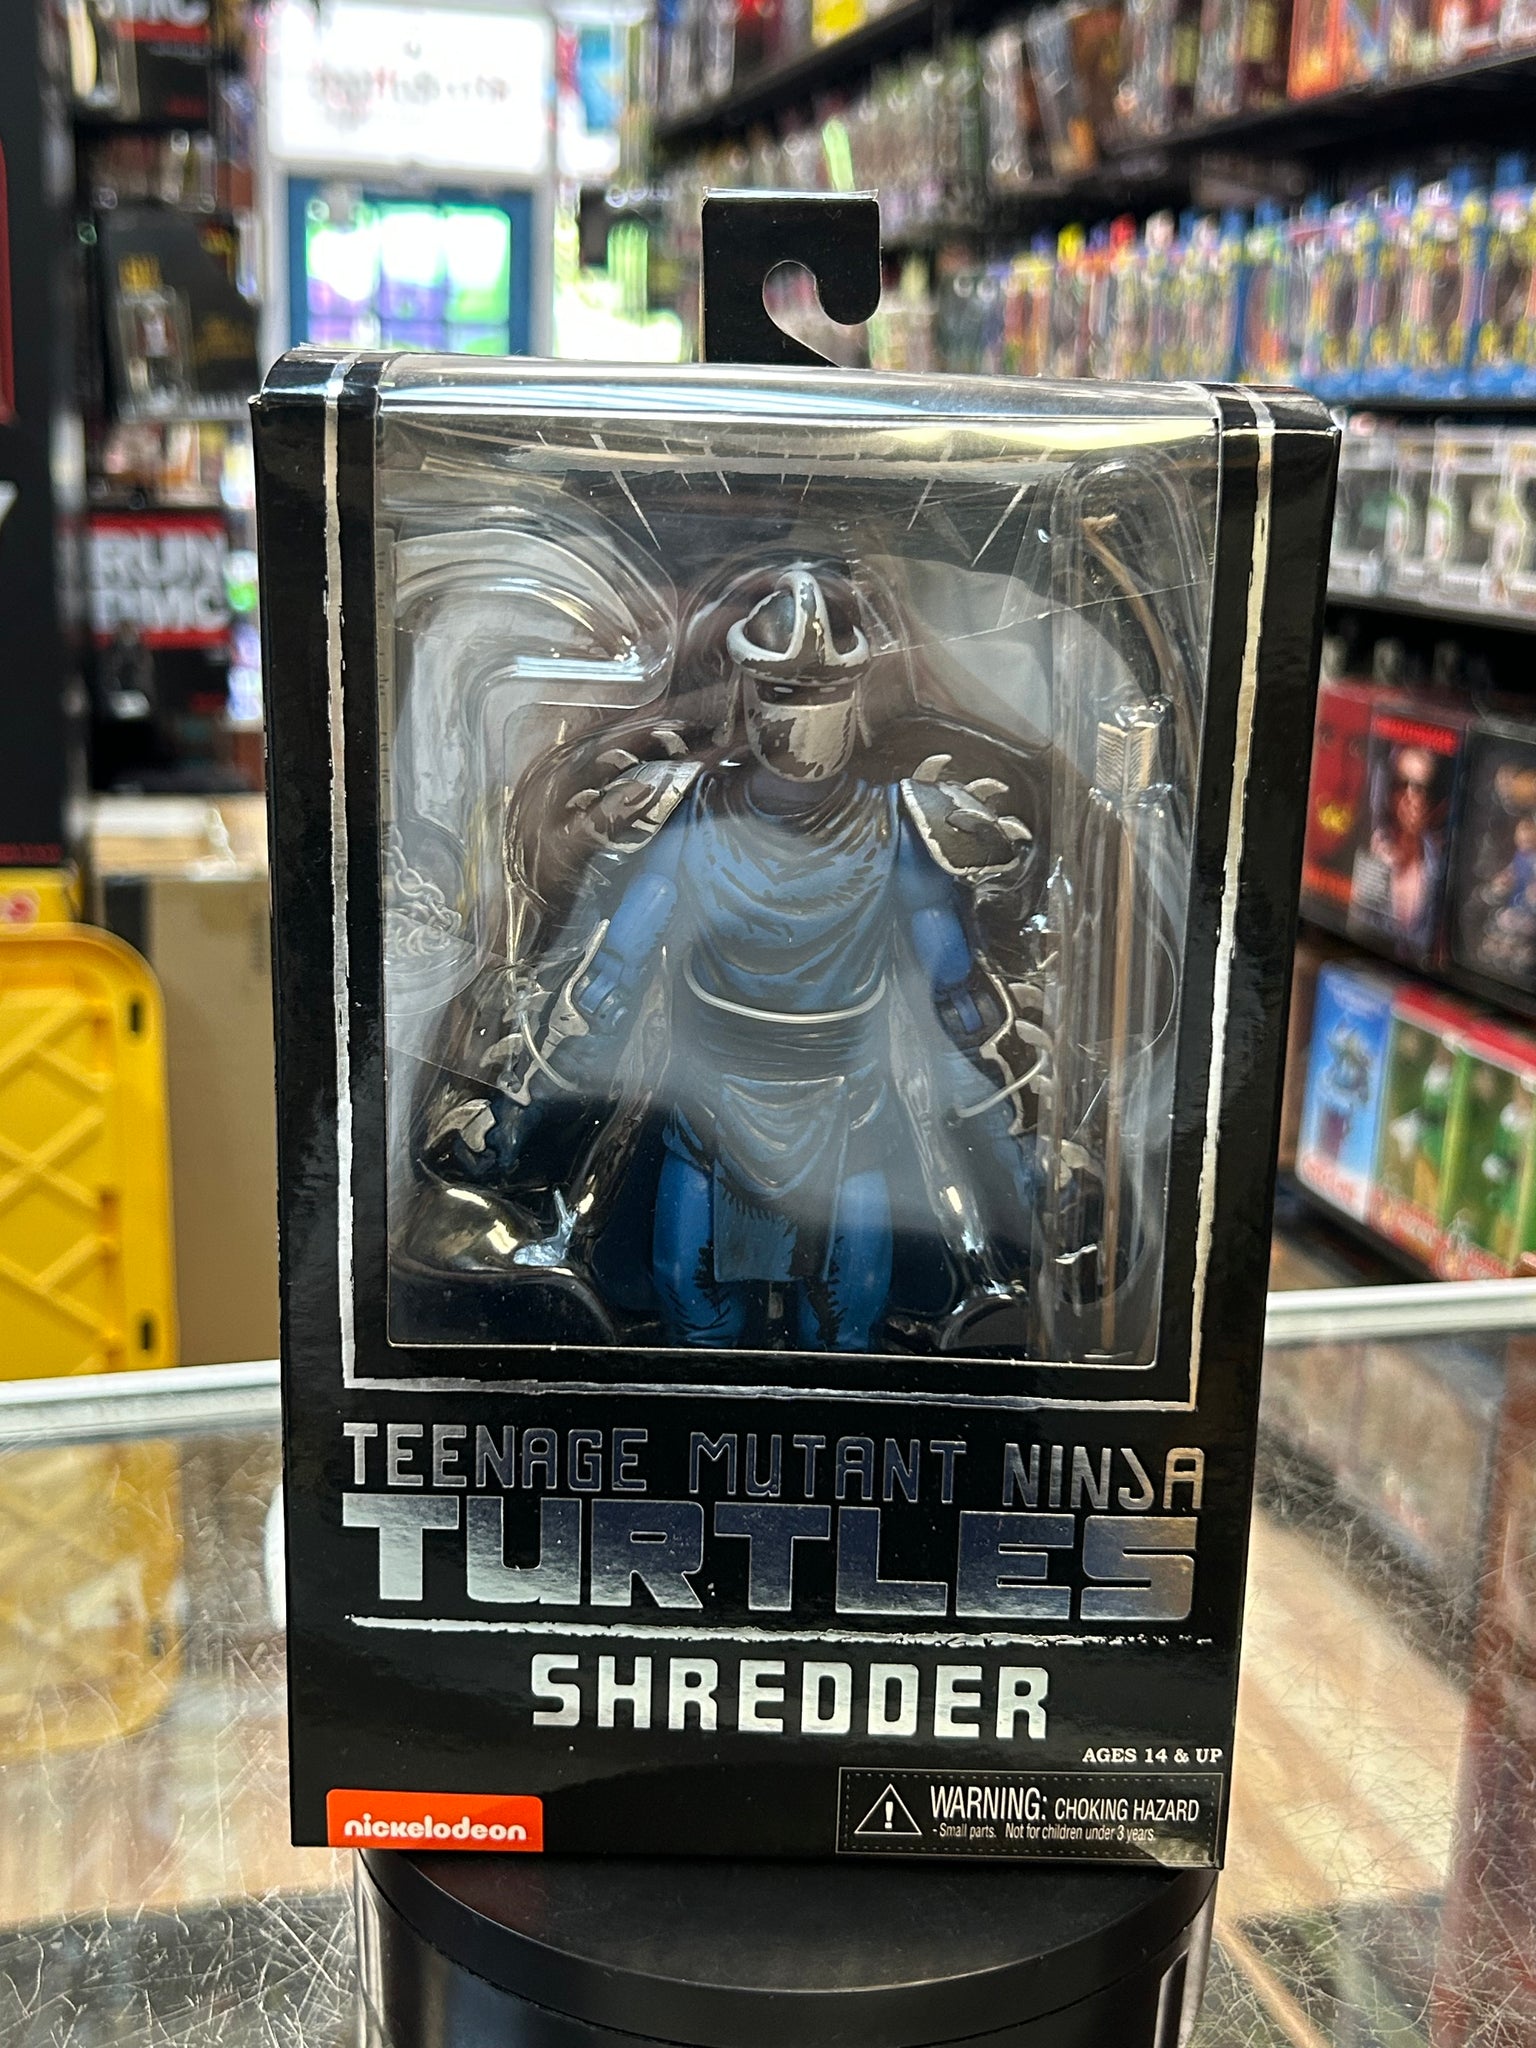 RUN
DMC
TEENAGE MUTANT NINJA
TURTLES
SHREDDER
AGES 14 & UP
nickelodeon
WARNING: CHOKING HAZARD
- Small parts. Not for children under 3 years.